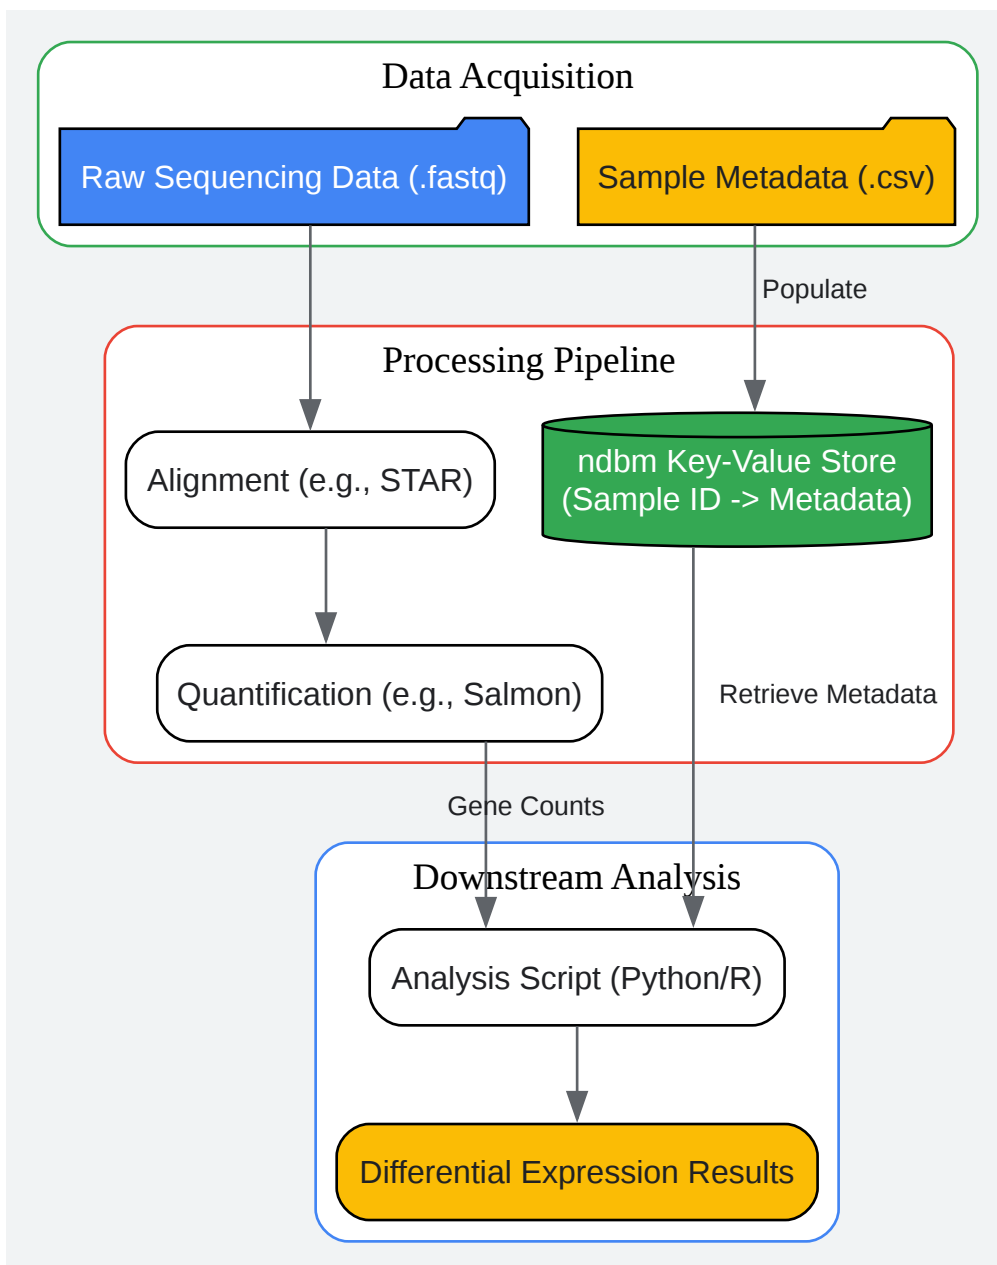 Data Acquisition
Raw Sequencing Data (.fastq)
Sample Metadata (.csv)
Populate
Processing Pipeline
Alignment (e.g., STAR)
ndbm Key-Value Store
(Sample ID -> Metadata)
Quantification (e.g., Salmon)
Retrieve Metadata
Gene Counts
Downstream Analysis
Analysis Script (Python/R)
Differential Expression Results